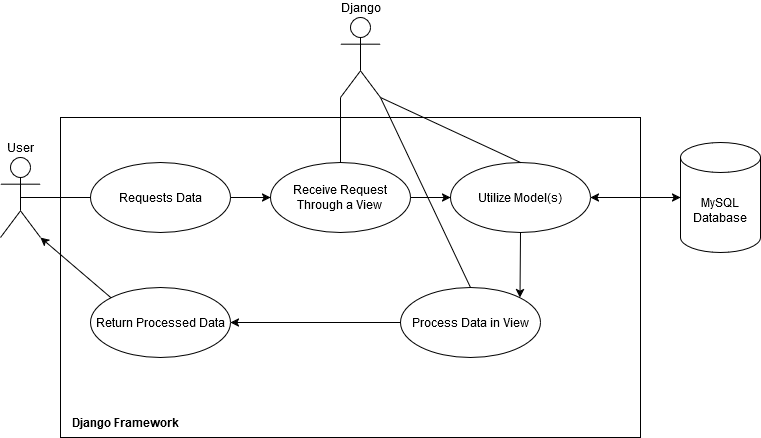 Django
User
Requests Data
Receive Request
Through a View
Utilize Model(s)
MySQL
Database
Return Processed Data
Process Data in View
Django Framework